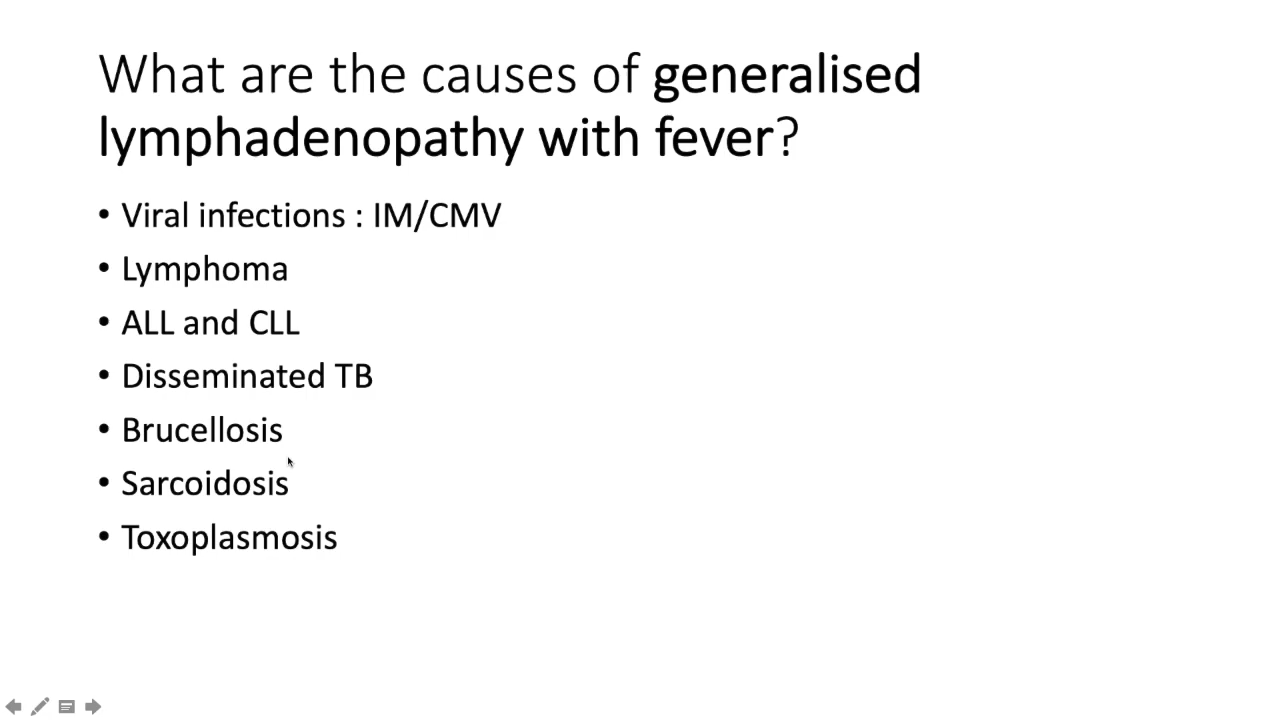 What are the causes of generalised
lymphadenopathy with fever?
• Viral infections : IM/CMV
• Lymphoma
• ALL and CLL
• Disseminated TB
• Brucellosis
• Sarcoidosis
• Toxoplasmosis